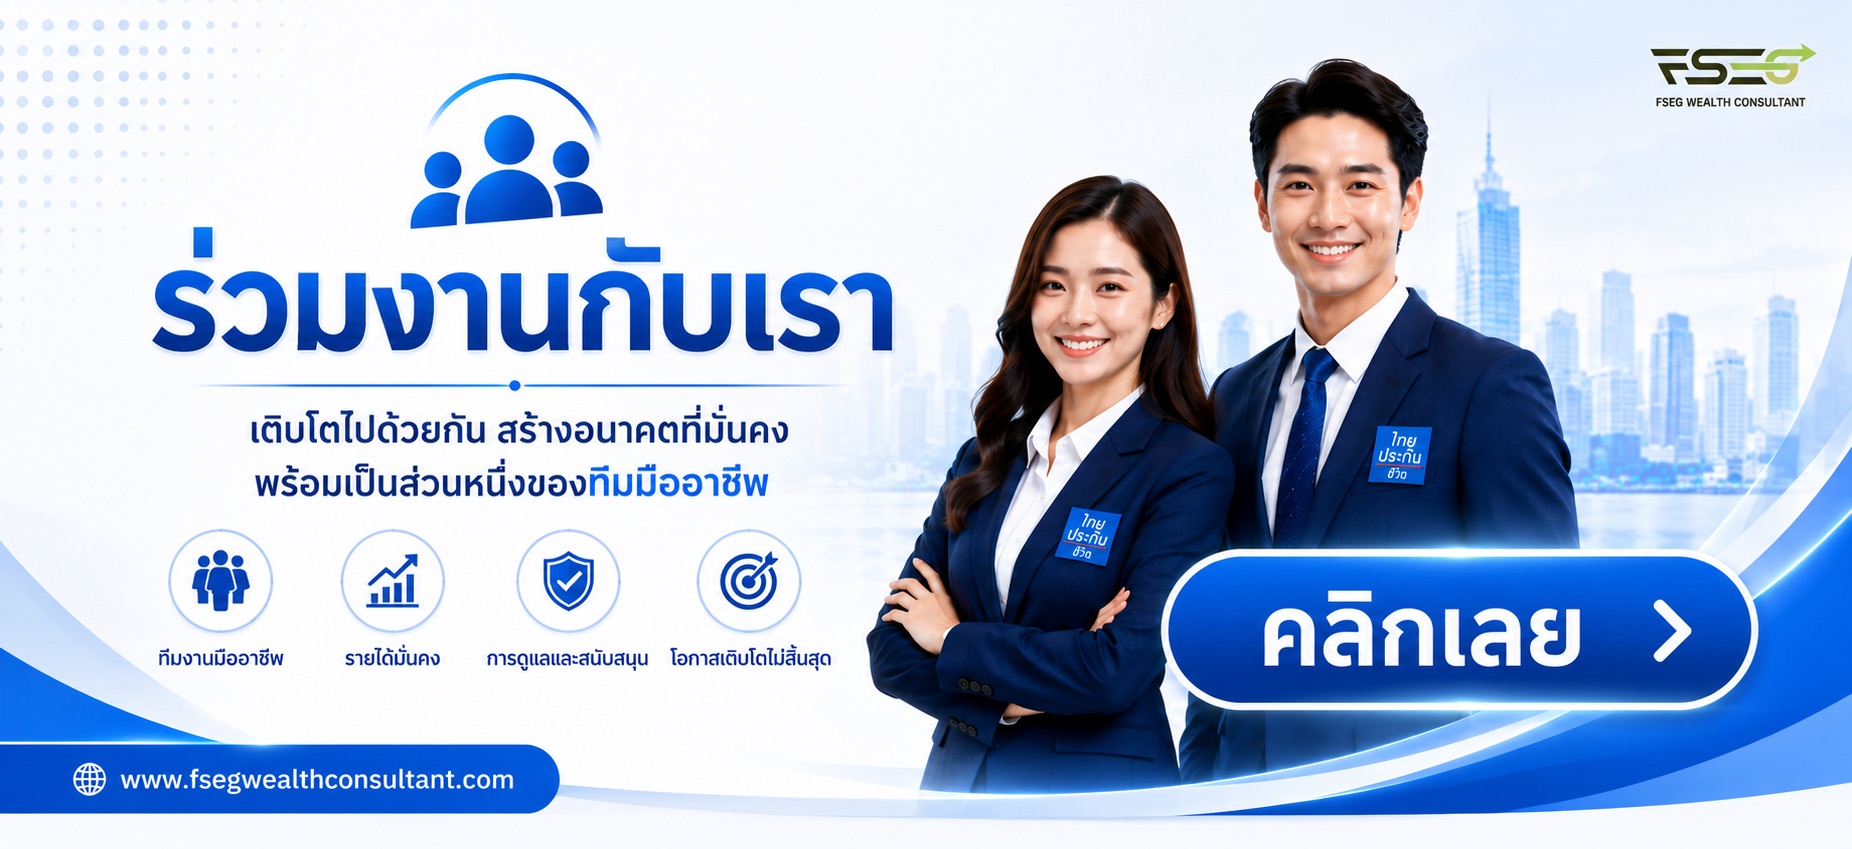 FSEG
FSEG WEALTH CONSULTANT
ร่วมงานกับเรา
เติบโตไปด้วยกัน สร้างอนาคตที่มั่นคง
พร้อมเป็นส่วนหนึ่งของทีมมืออาชีพ
ทีมงานมืออาชีพ
รายได้มั่นคง
การดูแลและสนับสนุน
โอกาสเติบโตไม่สิ้นสุด
ไทย
ประกัน
ชีวิต
ไทย
ประกัน
ชีวิต
คลิกเลย
www.fsegwealthconsultant.com